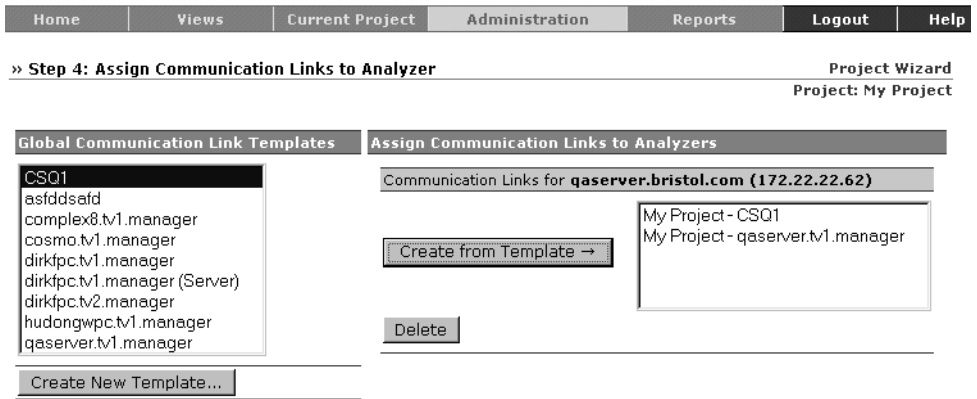 Home Views Current Project Administration Reports Logout Help
» Step 4: Assign Communication Links to Analyzer Project Wizard
Project: My Project
Global Communication Link Templates Assign Communication Links to Analyzers
CSQ1
asfddsafd
complex8.tv1.manager
cosmo.tv1.manager
dirkfpc.tv1.manager
dirkfpc.tv1.manager (Server)
dirkfpc.tv2.manager
hudongwpc.tv1.manager
qaserver.tv1.manager
Create New Template...
Communication Links for qaserver.bristol.com (172.22.22.62)
Create from Template →
My Project - CSQ1
My Project - qaserver.tv1.manager
Delete